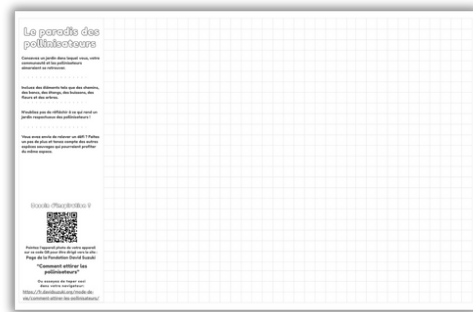 Le paradis des
pollinisateurs
Concevez un jardin dans lequel vous, votre
communauté et les pollinisateurs
aimeraient se retrouver.
Incluez des éléments tels que des chemins,
des bancs, des étangs, des buissons, des
fleurs et des arbres.
N'oubliez pas de réfléchir à ce qui rend un
jardin respectueux des pollinisateurs !
Vous avez envie de relever un défi ? Faites
un pas de plus et tenez compte des autres
espèces sauvages qui pourraient profiter
du même espace.
Besoin d'inspiration ?
Pointez l'appareil photo de votre appareil
sur ce code QR pour être dirigé vers le site :
Page de la Fondation David Suzuki
"Comment attirer les
pollinisateurs"
Ou essayez de taper ceci
dans votre navigateur:
https://fr.davidsuzuki.org/mode-de-
vie/comment-attirer-les-pollinisateurs/